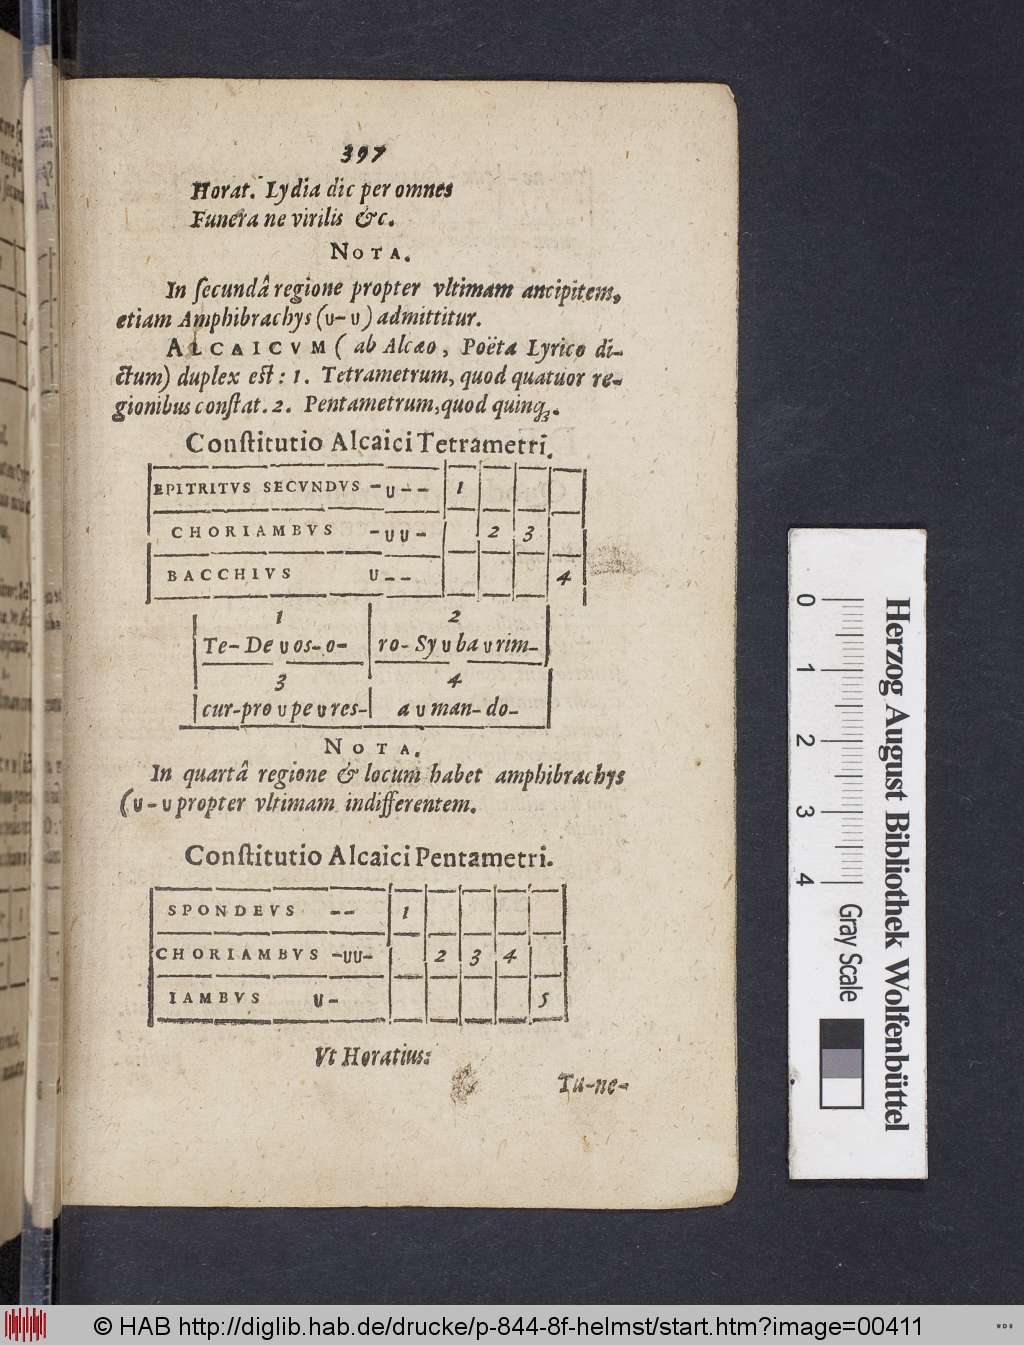 397
Horat. Lydia dic per omnes
Funera ne virilis &c.
NOTA.
In ſecundâ regione propter vltimam ancipitem,
etiam Amphibrachys (u-u) admittitur.
ALCAICVM (ab Alcæo, Poëta Lyrico di-
ctum) duplex eſt: 1. Tetrametrum, quod quatuor re-
gionibus conſtat. 2. Pentametrum, quod quinqꝫ.
Conſtitutio Alcaici Tetrametri.
EPITRITVS SECVNDVS -u-- 1
CHORIAMBVS -uu- 2 3
BACCHIVS u-- 4
1 2
Te- De u os- o- ro- Sy u ba u rim-
3 4
cur- pro u pe u res- a u man- do-
NOTA.
In quartâ regione & locum habet amphibrachys
(u-u propter vltimam indifferentem.
Conſtitutio Alcaici Pentametri.
SPONDEVS -- 1
CHORIAMBVS -uu- 2 3 4
IAMBVS u- 5
Vt Horatius:
Tu-ne-
0 1 2 3 4
Gray Scale
Herzog August Bibliothek Wolfenbüttel
© HAB http://diglib.hab.de/drucke/p-844-8f-helmst/start.htm?image=00411